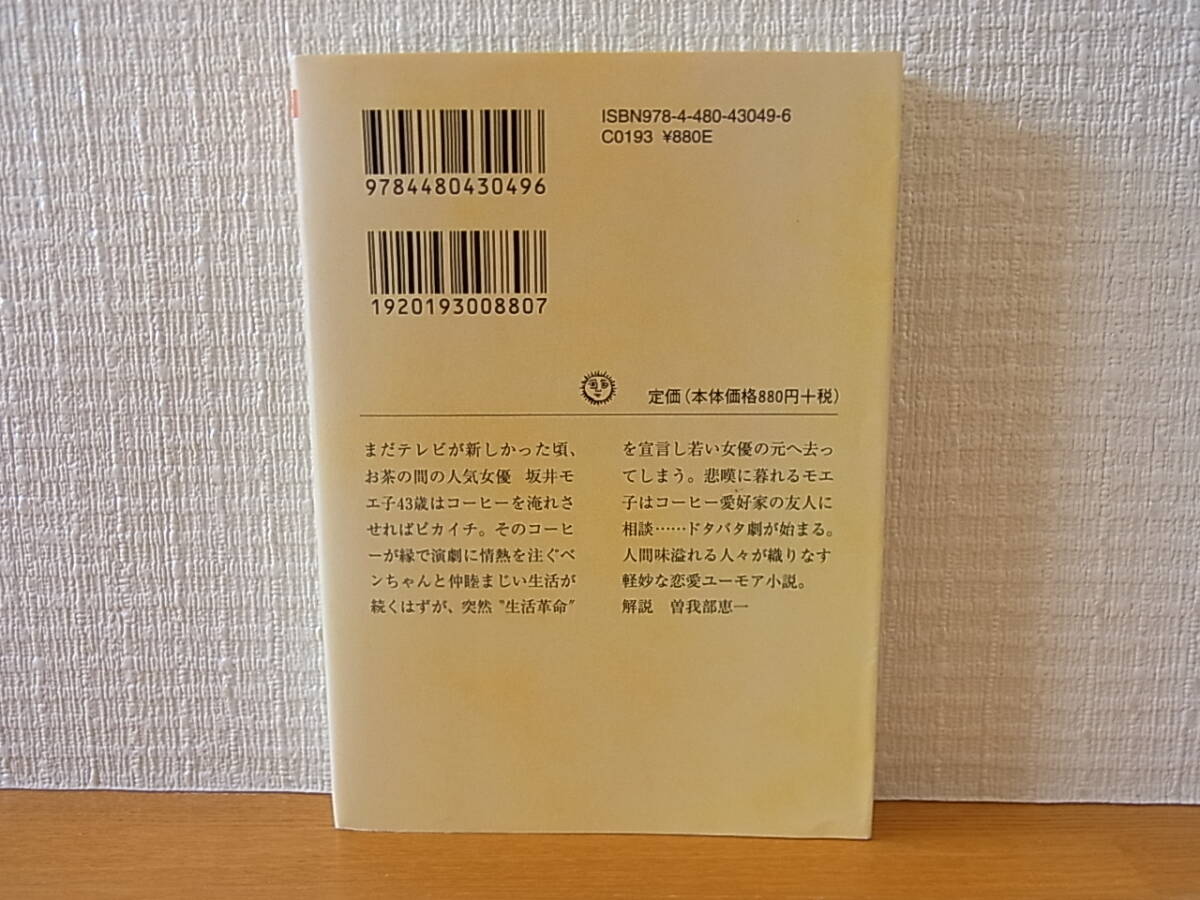 ISBN978-4-480-43049-6
C0193 ¥880E
9784480430496
1920193008807
定価(本体価格880円+税)
まだテレビが新しかった頃、
お茶の間の人気女優　坂井モ
エ子43歳はコーヒーを淹れさ
せればピカイチ。そのコーヒ
ーが縁で演劇に情熱を注ぐベ
ンちゃんと仲睦まじい生活が
続くはずが、突然〝生活革命〟
を宣言し若い女優の元へ去っ
てしまう。悲嘆に暮れるモエ
子はコーヒー愛好家の友人に
相談……ドタバタ劇が始まる。
人間味溢れる人々が織りなす
軽妙な恋愛ユーモア小説。
解説　曽我部恵一